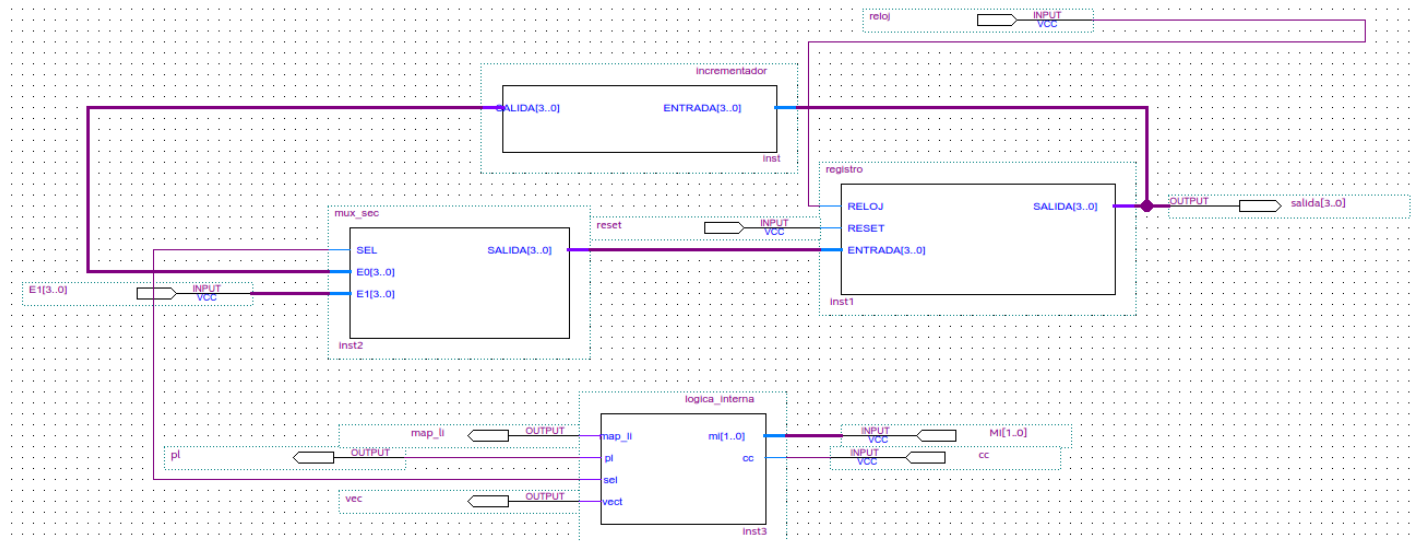 reloj
INPUT
VCC
incrementador
SALIDA[3..0]
ENTRADA[3..0]
inst
registro
RELOJ
SALIDA[3..0]
RESET
ENTRADA[3..0]
inst1
OUTPUT
salida[3..0]
reset
INPUT
VCC
mux_sec
SEL
SALIDA[3..0]
E0[3..0]
E1[3..0]
inst2
E1[3..0]
INPUT
VCC
logica_interna
map_li
mi[1..0]
pl
cc
sel
vect
inst3
map_li
OUTPUT
pl
OUTPUT
vec
OUTPUT
INPUT
VCC
MI[1..0]
INPUT
VCC
cc